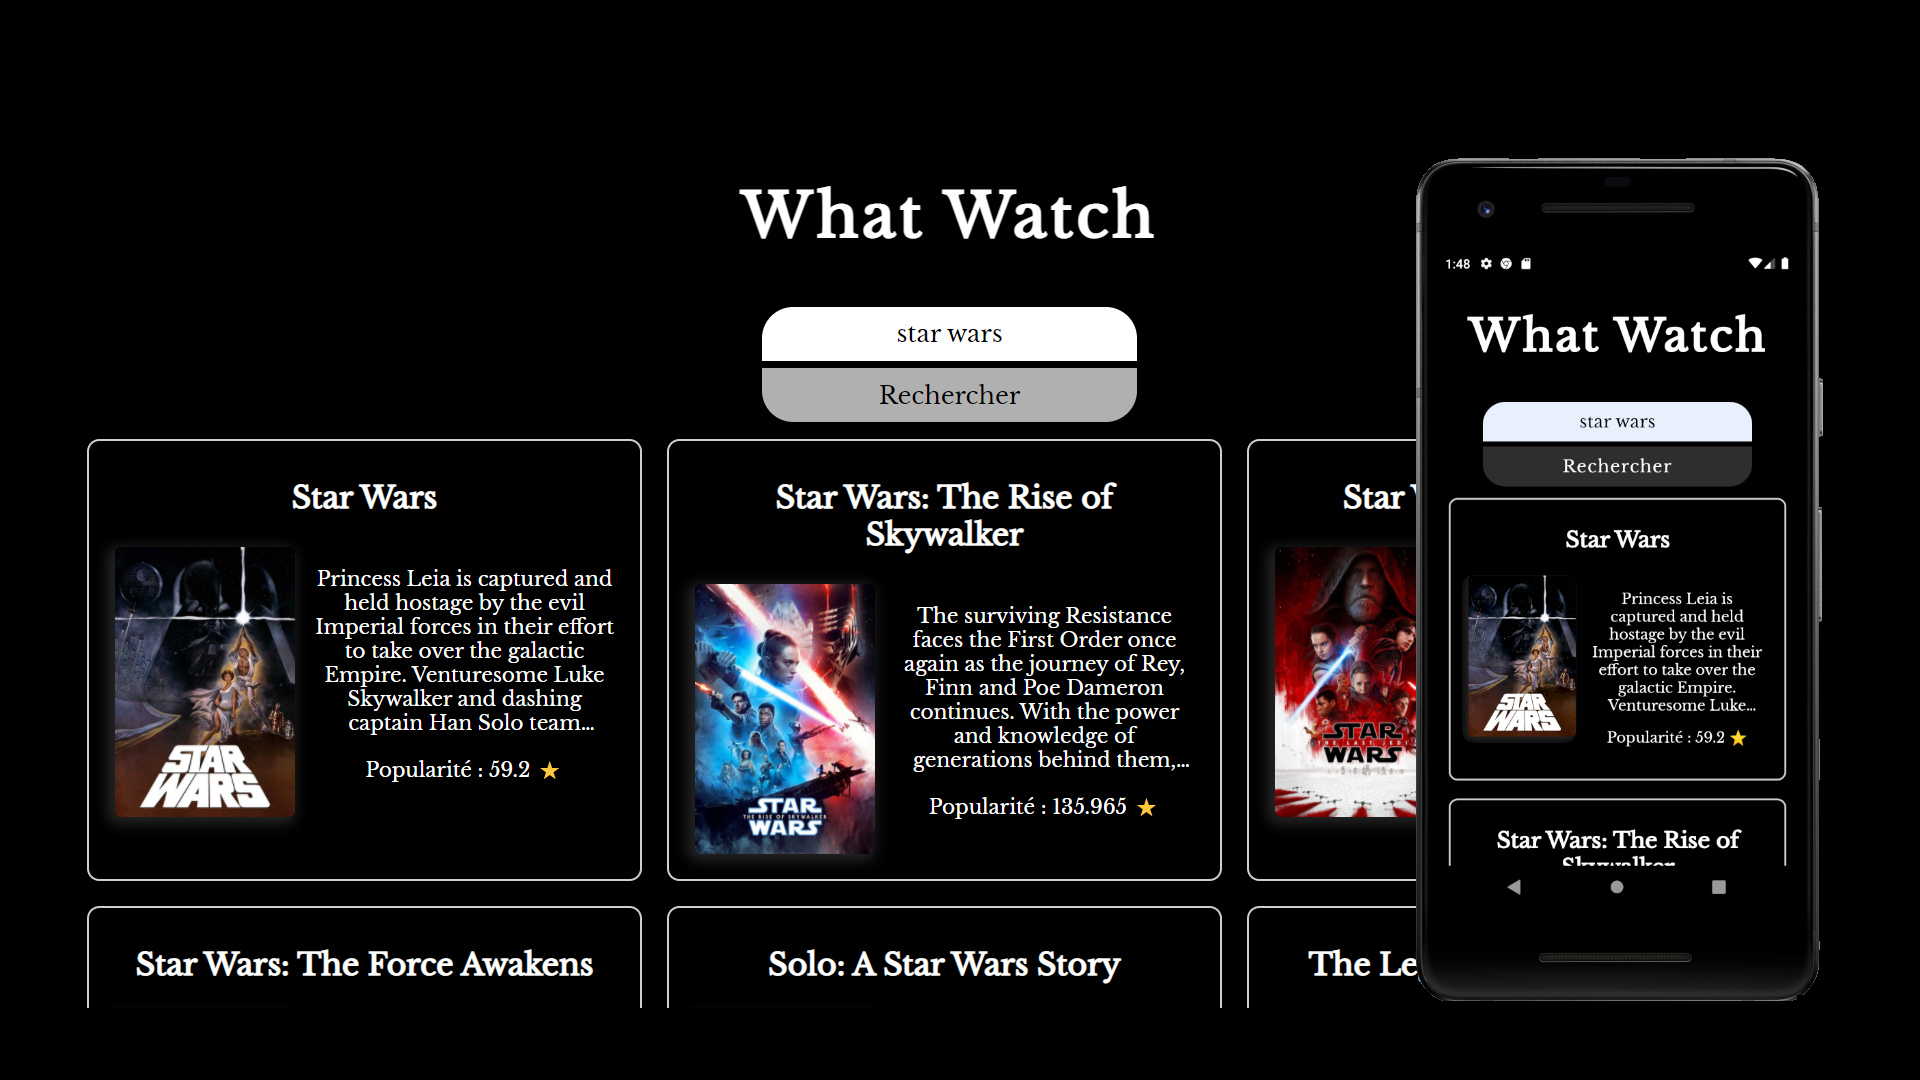 What Watch
star wars
Rechercher
Star Wars
Princess Leia is captured and
held hostage by the evil
Imperial forces in their effort
to take over the galactic
Empire. Venturesome Luke
Skywalker and dashing
captain Han Solo team...
Popularité : 59.2
STAR
WARS
Star Wars: The Rise of
Skywalker
The surviving Resistance
faces the First Order once
again as the journey of Rey,
Finn and Poe Dameron
continues. With the power
and knowledge of
generations behind them,...
Popularité : 135.965
STAR
THE RISE OF SKYWALKER
WARS
Star
STAR
THE LAST JEDI
WARS
Star Wars: The Force Awakens
Solo: A Star Wars Story
The Le
1:48
What Watch
star wars
Rechercher
Star Wars
Princess Leia is
captured and held
hostage by the evil
Imperial forces in their
effort to take over the
galactic Empire.
Venturesome Luke...
Popularité : 59.2
STAR
WARS
Star Wars: The Rise of
Skywalker